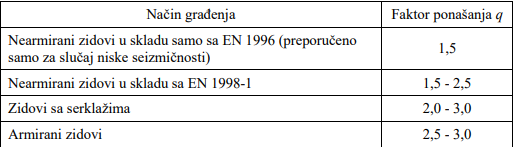 Način građenja
Faktor ponašanja q
Nearmirani zidovi u skladu samo sa EN 1996 (preporučeno
samo za slučaj niske seizmičnosti)
1,5
Nearmirani zidovi u skladu sa EN 1998-1
1,5 - 2,5
Zidovi sa serklažima
2,0 - 3,0
Armirani zidovi
2,5 - 3,0